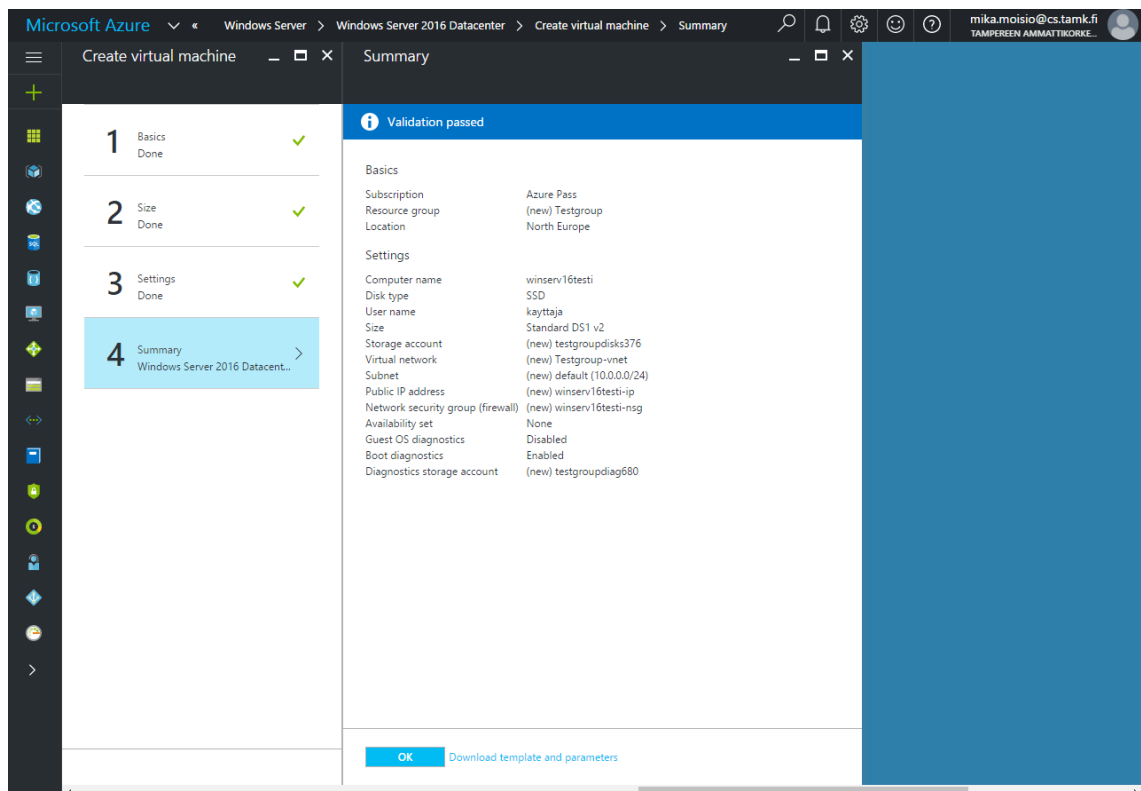 Microsoft Azure « Windows Server > Windows Server 2016 Datacenter > Create virtual machine > Summary
mika.moisio@cs.tamk.fi
TAMPEREEN AMMATTIKORKE...
Create virtual machine
Summary
1 Basics
Done
2 Size
Done
3 Settings
Done
4 Summary
Windows Server 2016 Datacent...
Validation passed
Basics
Subscription Azure Pass
Resource group (new) Testgroup
Location North Europe
Settings
Computer name winserv16testi
Disk type SSD
User name kayttaja
Size Standard DS1 v2
Storage account (new) testgroupdisks376
Virtual network (new) Testgroup-vnet
Subnet (new) default (10.0.0.0/24)
Public IP address (new) winserv16testi-ip
Network security group (firewall) (new) winserv16testi-nsg
Availability set None
Guest OS diagnostics Disabled
Boot diagnostics Enabled
Diagnostics storage account (new) testgroupdiag680
OK Download template and parameters